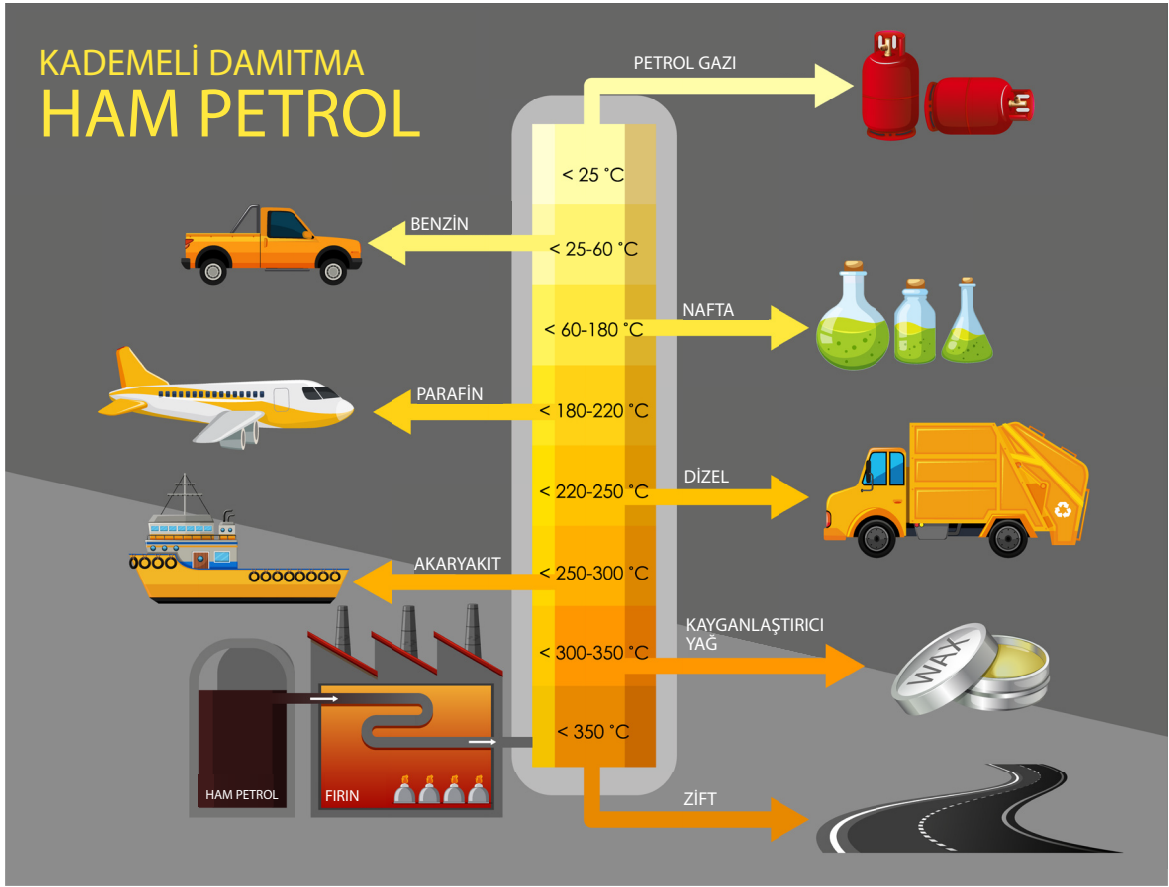 KADEMELİ DAMITMA
HAM PETROL
PETROL GAZI
< 25 ˚C
BENZİN
< 25-60 ˚C
NAFTA
< 60-180 ˚C
PARAFİN
< 180-220 ˚C
DİZEL
< 220-250 ˚C
AKARYAKIT
< 250-300 ˚C
KAYGANLAŞTIRICI
YAĞ
< 300-350 ˚C
WAX
< 350 ˚C
HAM PETROL
FIRIN
ZİFT